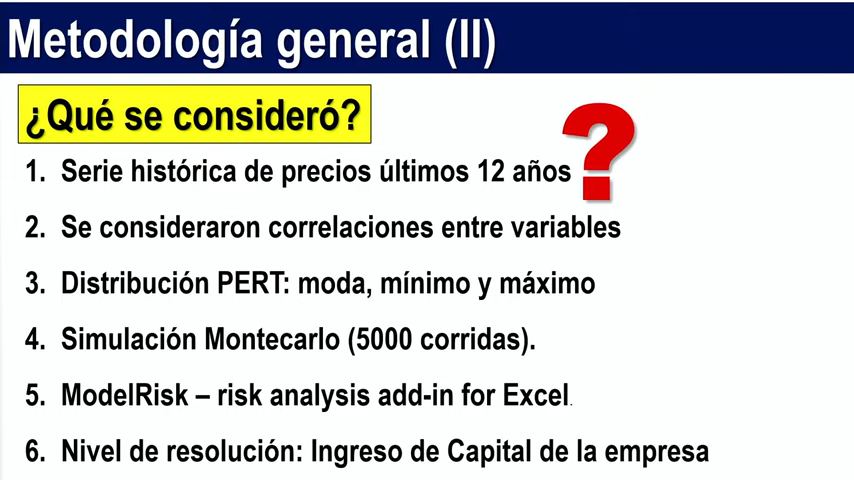 Metodología general (II)
¿Qué se consideró?
?
1. Serie histórica de precios últimos 12 años
2. Se consideraron correlaciones entre variables
3. Distribución PERT: moda, mínimo y máximo
4. Simulación Montecarlo (5000 corridas).
5. ModelRisk – risk analysis add-in for Excel.
6. Nivel de resolución: Ingreso de Capital de la empresa